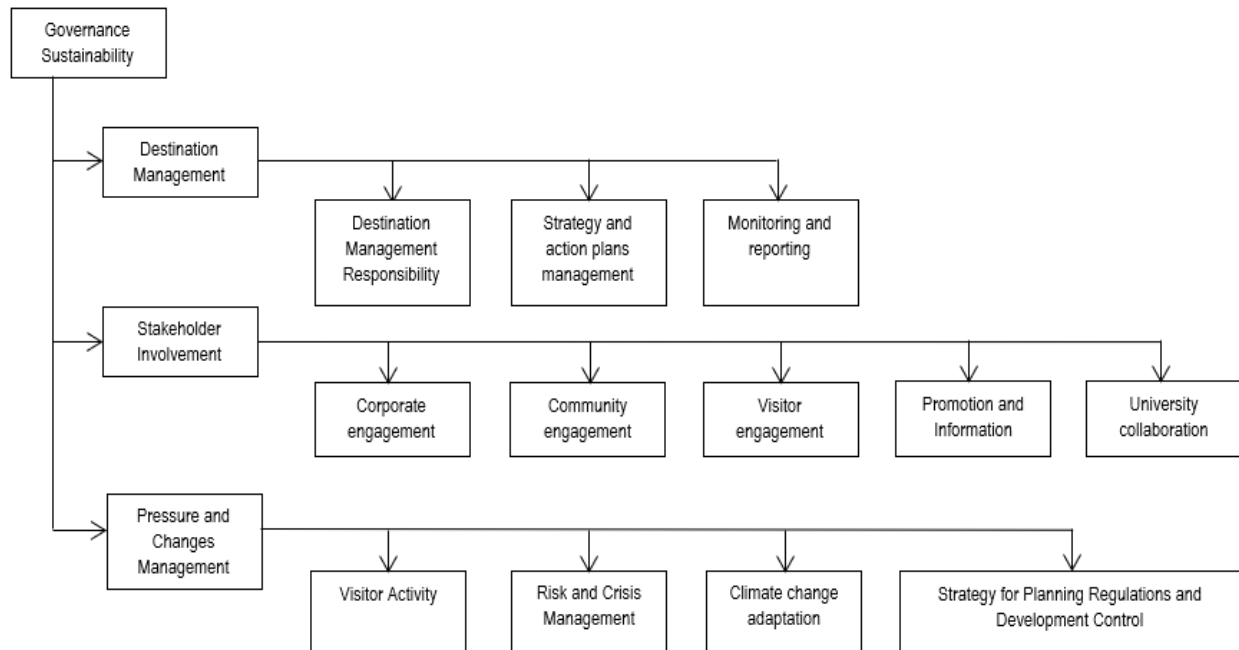 Governance
Sustainability
Destination
Management
Destination
Management
Responsibility
Strategy and
action plans
management
Monitoring and
reporting
Stakeholder
Involvement
Corporate
engagement
Community
engagement
Visitor
engagement
Promotion and
Information
University
collaboration
Pressure and
Changes
Management
Visitor Activity
Risk and Crisis
Management
Climate change
adaptation
Strategy for Planning Regulations and
Development Control